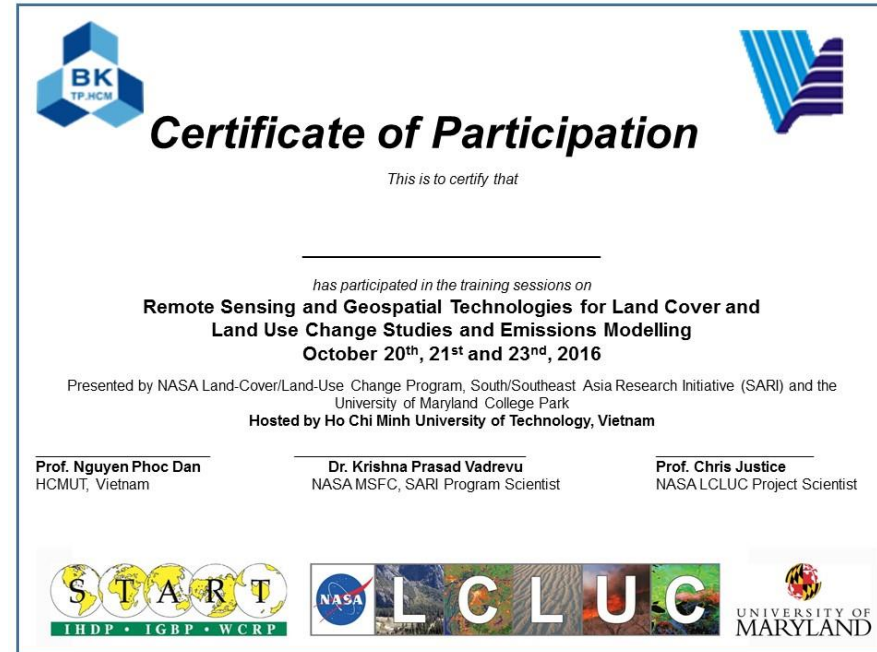 BK
TP.HCM
Certificate of Participation
This is to certify that
has participated in the training sessions on
Remote Sensing and Geospatial Technologies for Land Cover and
Land Use Change Studies and Emissions Modelling
October 20th, 21st and 23nd, 2016
Presented by NASA Land-Cover/Land-Use Change Program, South/Southeast Asia Research Initiative (SARI) and the
University of Maryland College Park
Hosted by Ho Chi Minh University of Technology, Vietnam
Prof. Nguyen Phoc Dan
HCMUT, Vietnam
Dr. Krishna Prasad Vadrevu
NASA MSFC, SARI Program Scientist
Prof. Chris Justice
NASA LCLUC Project Scientist
START
IHDP • IGBP • WCRP
NASA
LCLUC
UNIVERSITY OF
MARYLAND